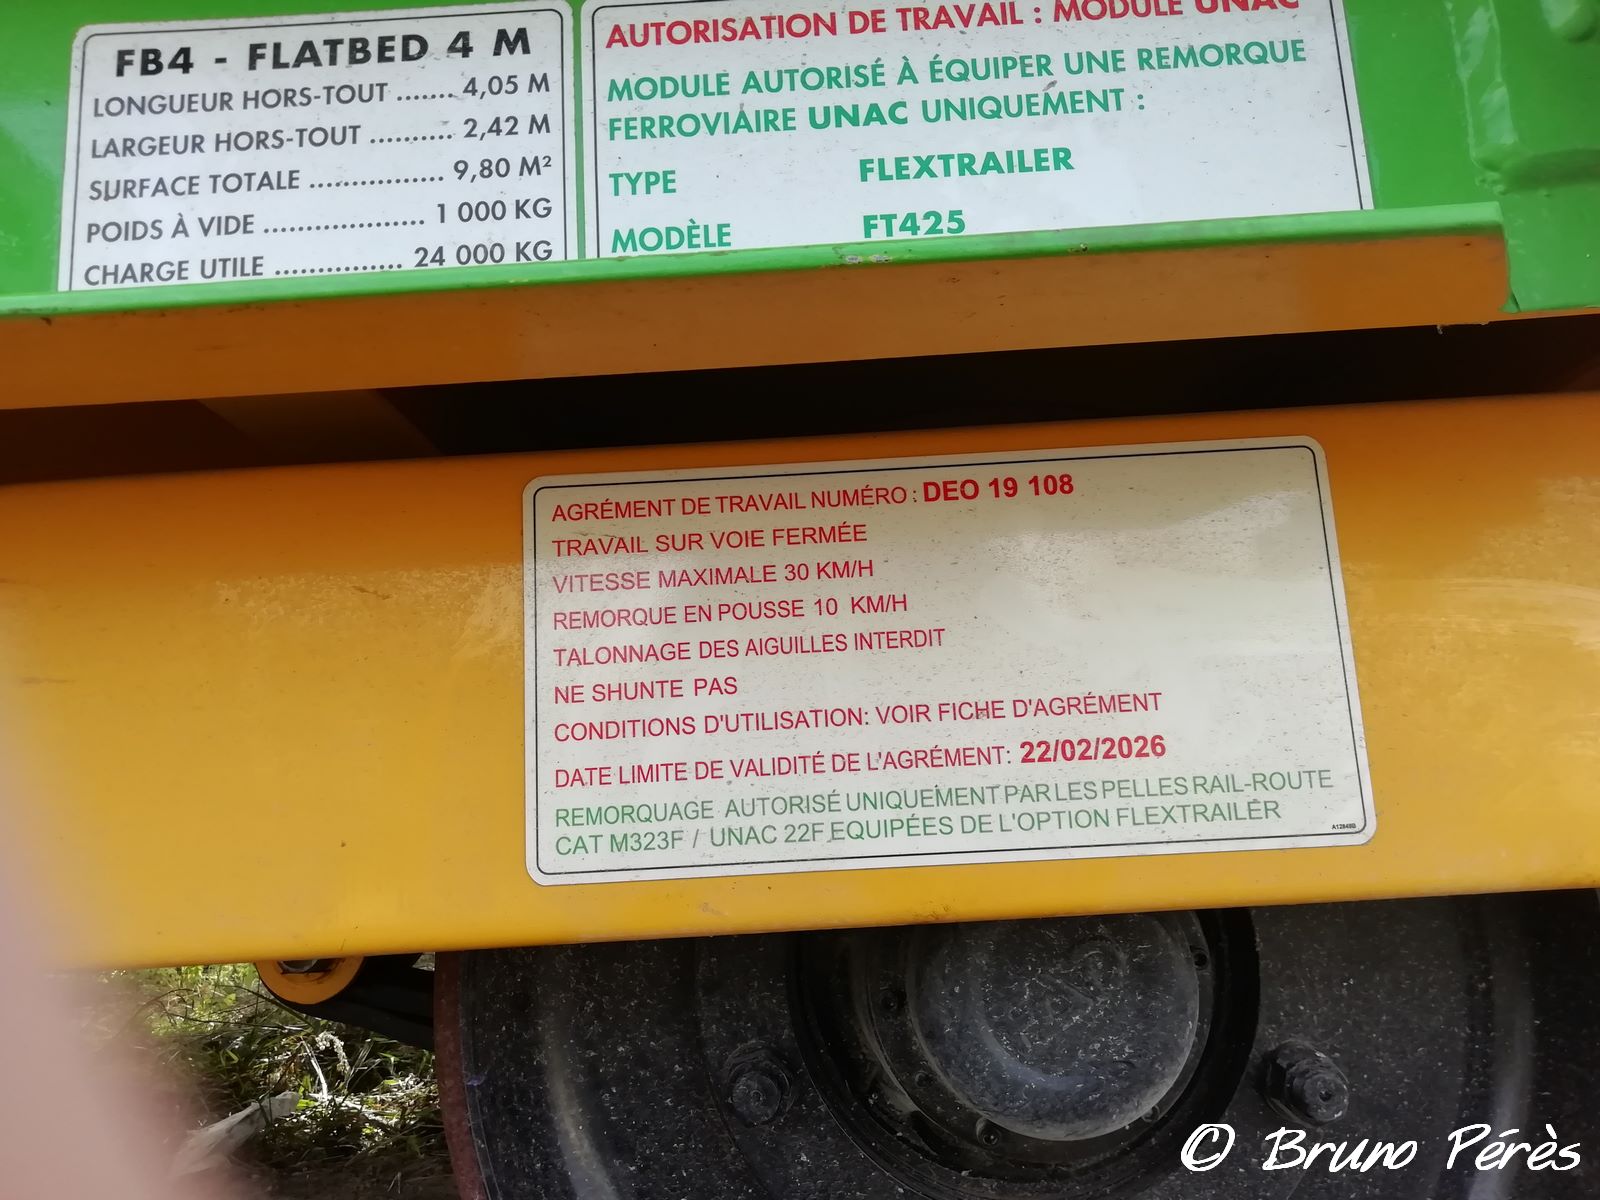 FB4 - FLATBED 4 M
LONGUEUR HORS-TOUT ....... 4,05 M
LARGEUR HORS-TOUT .......... 2,42 M
SURFACE TOTALE ................ 9,80 M²
POIDS À VIDE ................... 1 000 KG
CHARGE UTILE ............... 24 000 KG
AUTORISATION DE TRAVAIL : MODULE UNAC
MODULE AUTORISÉ À ÉQUIPER UNE REMORQUE
FERROVIAIRE UNAC UNIQUEMENT :
TYPE FLEXTRAILER
MODÈLE FT425
AGRÉMENT DE TRAVAIL NUMÉRO : DEO 19 108
TRAVAIL SUR VOIE FERMÉE
VITESSE MAXIMALE 30 KM/H
REMORQUE EN POUSSE 10 KM/H
TALONNAGE DES AIGUILLES INTERDIT
NE SHUNTE PAS
CONDITIONS D'UTILISATION: VOIR FICHE D'AGRÉMENT
DATE LIMITE DE VALIDITÉ DE L'AGRÉMENT: 22/02/2026
REMORQUAGE AUTORISÉ UNIQUEMENT PAR LES PELLES RAIL-ROUTE
CAT M323F / UNAC 22F EQUIPÉES DE L'OPTION FLEXTRAILER
© Bruno Pérès